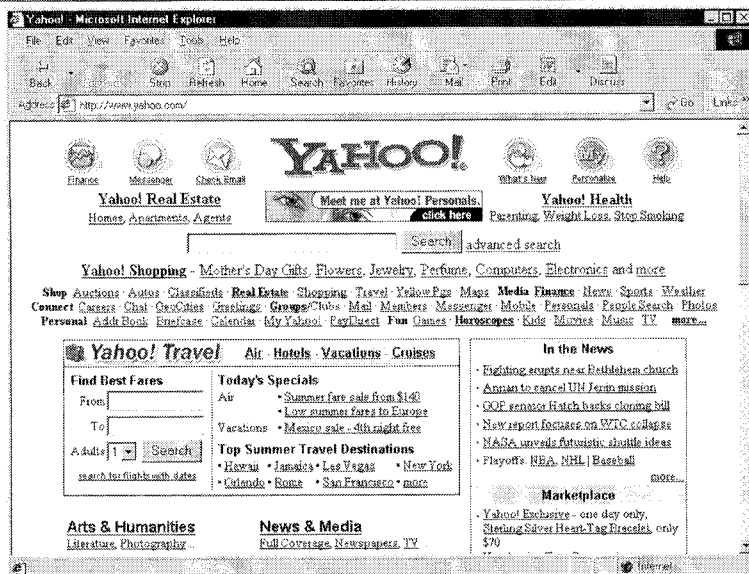 Yahoo! - Microsoft Internet Explorer
File Edit View Favorites Tools Help
Back Stop Refresh Home Search Favorites History Mail Print Edit Discuss
Address http://www.yahoo.com/ Go Links »
Finance Messenger Check Email YAHOO! What's New Personalize Help
Yahoo! Real Estate
Homes, Apartments, Agents
Meet me at Yahoo! Personals.
click here
Yahoo! Health
Parenting, Weight Loss, Stop Smoking
Search advanced search
Yahoo! Shopping - Mother's Day Gifts, Flowers, Jewelry, Perfume, Computers, Electronics and more
Shop Auctions · Autos · Classifieds · Real Estate · Shopping · Travel · Yellow Pgs · Maps Media Finance · News · Sports · Weather
Connect Careers · Chat · GeoCities · Greetings · Groups/Clubs · Mail · Members · Messenger · Mobile · Personals · People Search · Photos
Personal Addr Book · Briefcase · Calendar · My Yahoo! · PayDirect Fun Games · Horoscopes · Kids · Movies · Music · TV more...
Yahoo! Travel Air · Hotels · Vacations · Cruises
Find Best Fares
From
To
Adults 1 Search
search for flights with dates
Today's Specials
Air • Summer fare sale from $140
• Low summer fares to Europe
Vacations • Mexico sale - 4th night free
Top Summer Travel Destinations
• Hawaii • Jamaica • Las Vegas • New York
• Orlando • Rome • San Francisco • more
In the News
· Fighting erupts near Bethlehem church
· Annan to cancel UN Jenin mission
· GOP senator Hatch backs cloning bill
· New report focuses on WTC collapse
· NASA unveils futuristic shuttle ideas
· Playoffs: NBA, NHL | Baseball
more...
Marketplace
· Yahoo! Exclusive - one day only,
Sterling Silver Heart-Tag Bracelet, only
$70
Arts & Humanities
Literature, Photography...
News & Media
Full Coverage, Newspapers, TV...
Internet